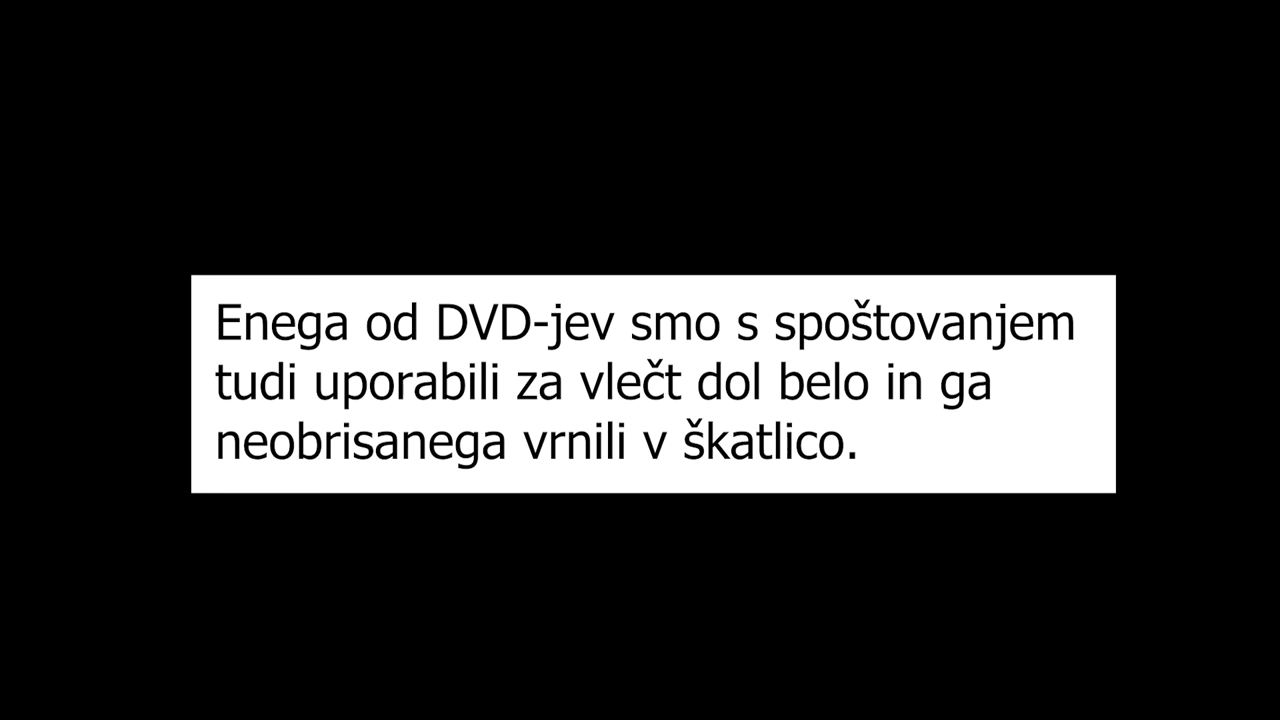 Enega od DVD-jev smo s spoštovanjem
tudi uporabili za vlečt dol belo in ga
neobrisanega vrnili v škatlico.